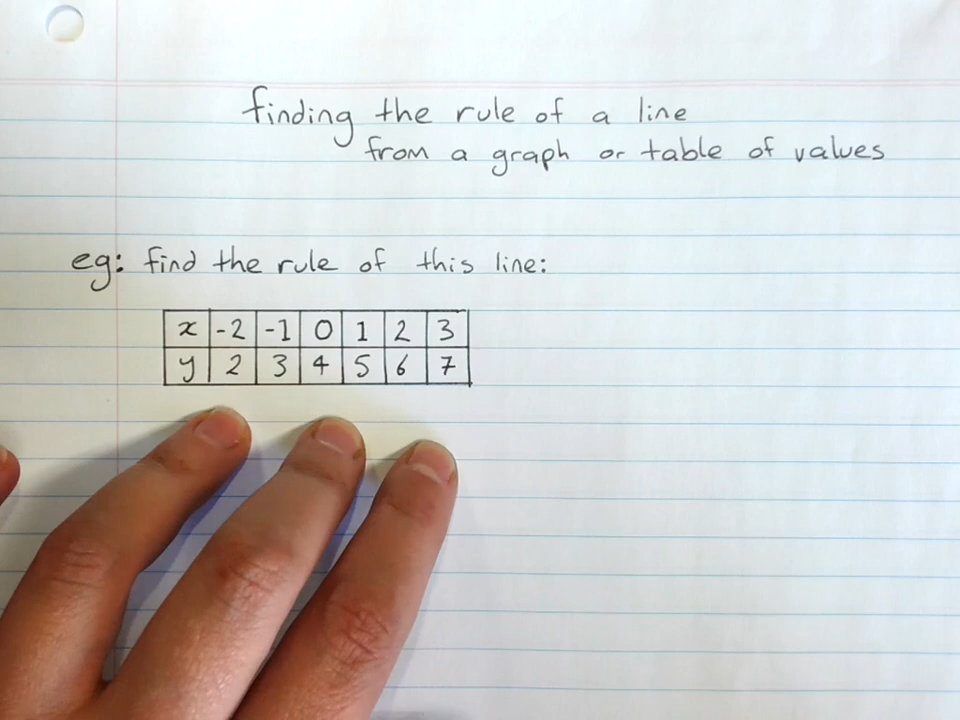 finding the rule of a line
from a graph or table of values
eg: find the rule of this line:
x -2 -1 0 1 2 3
y 2 3 4 5 6 7